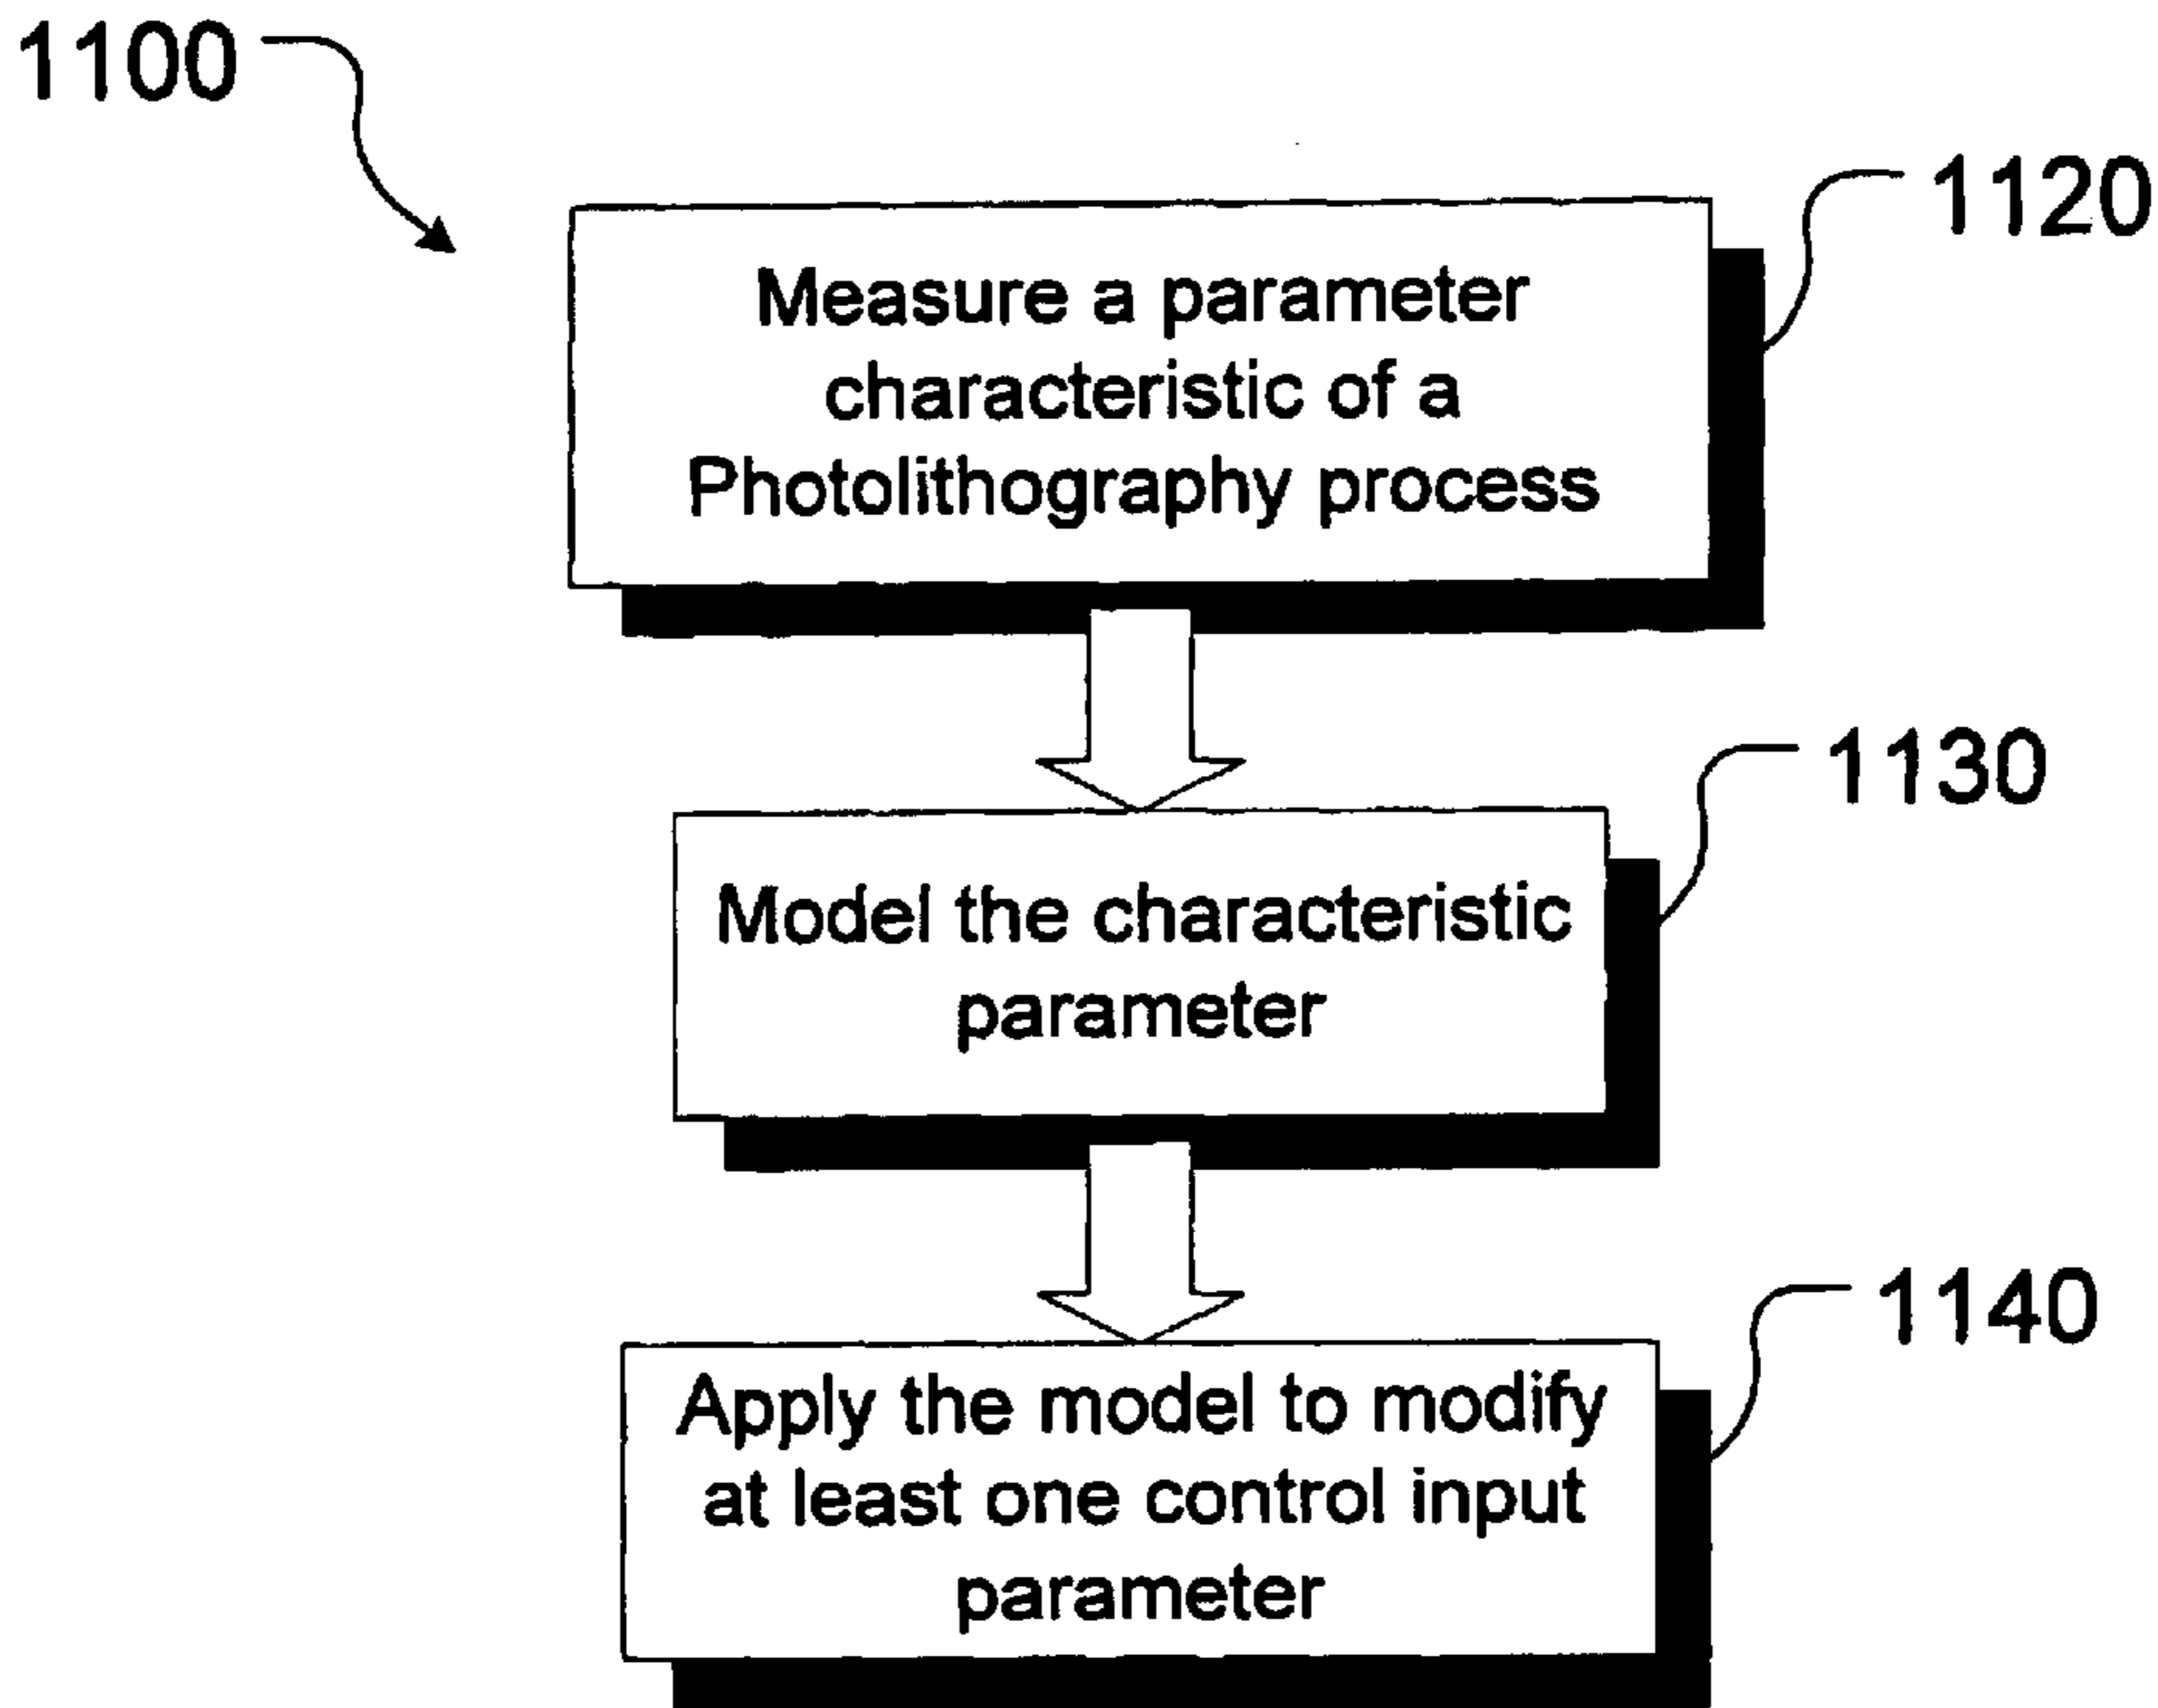 1100
1120
Measure a parameter
characteristic of a
Photolithography process
1130
Model the characteristic
parameter
1140
Apply the model to modify
at least one control input
parameter